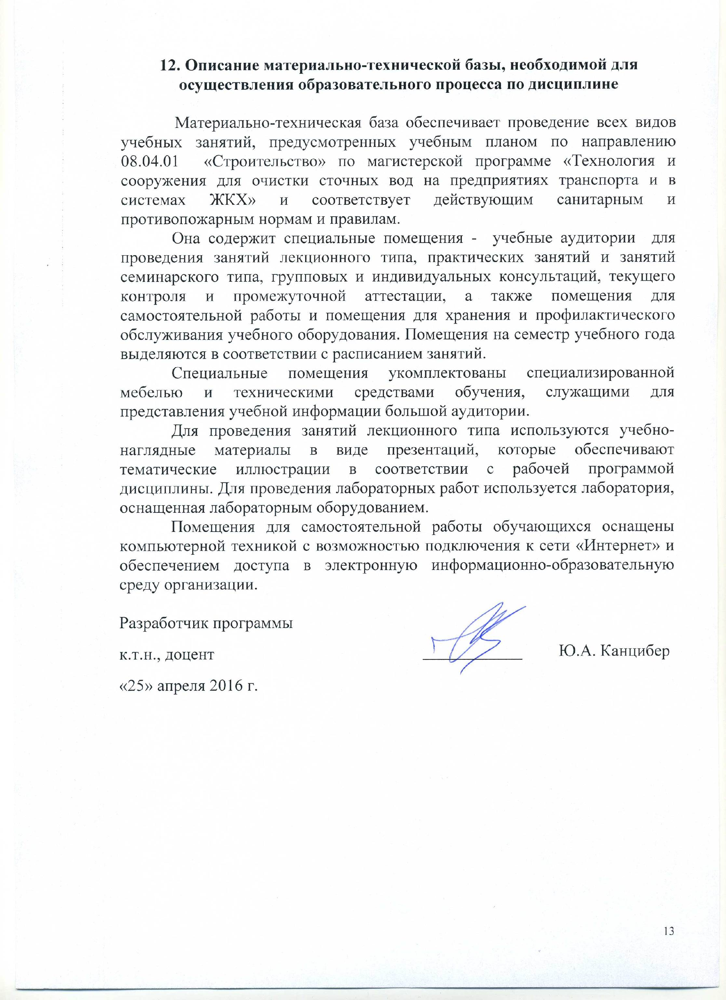 12. Описание материально-технической базы, необходимой для
осуществления образовательного процесса по дисциплине
Материально-техническая база обеспечивает проведение всех видов
учебных занятий, предусмотренных учебным планом по направлению
08.04.01 «Строительство» по магистерской программе «Технология и
сооружения для очистки сточных вод на предприятиях транспорта и в
системах ЖКХ» и соответствует действующим санитарным и
противопожарным нормам и правилам.
Она содержит специальные помещения - учебные аудитории для
проведения занятий лекционного типа, практических занятий и занятий
семинарского типа, групповых и индивидуальных консультаций, текущего
контроля и промежуточной аттестации, а также помещения для
самостоятельной работы и помещения для хранения и профилактического
обслуживания учебного оборудования. Помещения на семестр учебного года
выделяются в соответствии с расписанием занятий.
Специальные помещения укомплектованы специализированной
мебелью и техническими средствами обучения, служащими для
представления учебной информации большой аудитории.
Для проведения занятий лекционного типа используются учебно-
наглядные материалы в виде презентаций, которые обеспечивают
тематические иллюстрации в соответствии с рабочей программой
дисциплины. Для проведения лабораторных работ используется лаборатория,
оснащенная лабораторным оборудованием.
Помещения для самостоятельной работы обучающихся оснащены
компьютерной техникой с возможностью подключения к сети «Интернет» и
обеспечением доступа в электронную информационно-образовательную
среду организации.
Разработчик программы
к.т.н., доцент Ю.А. Канцибер
«25» апреля 2016 г.
13